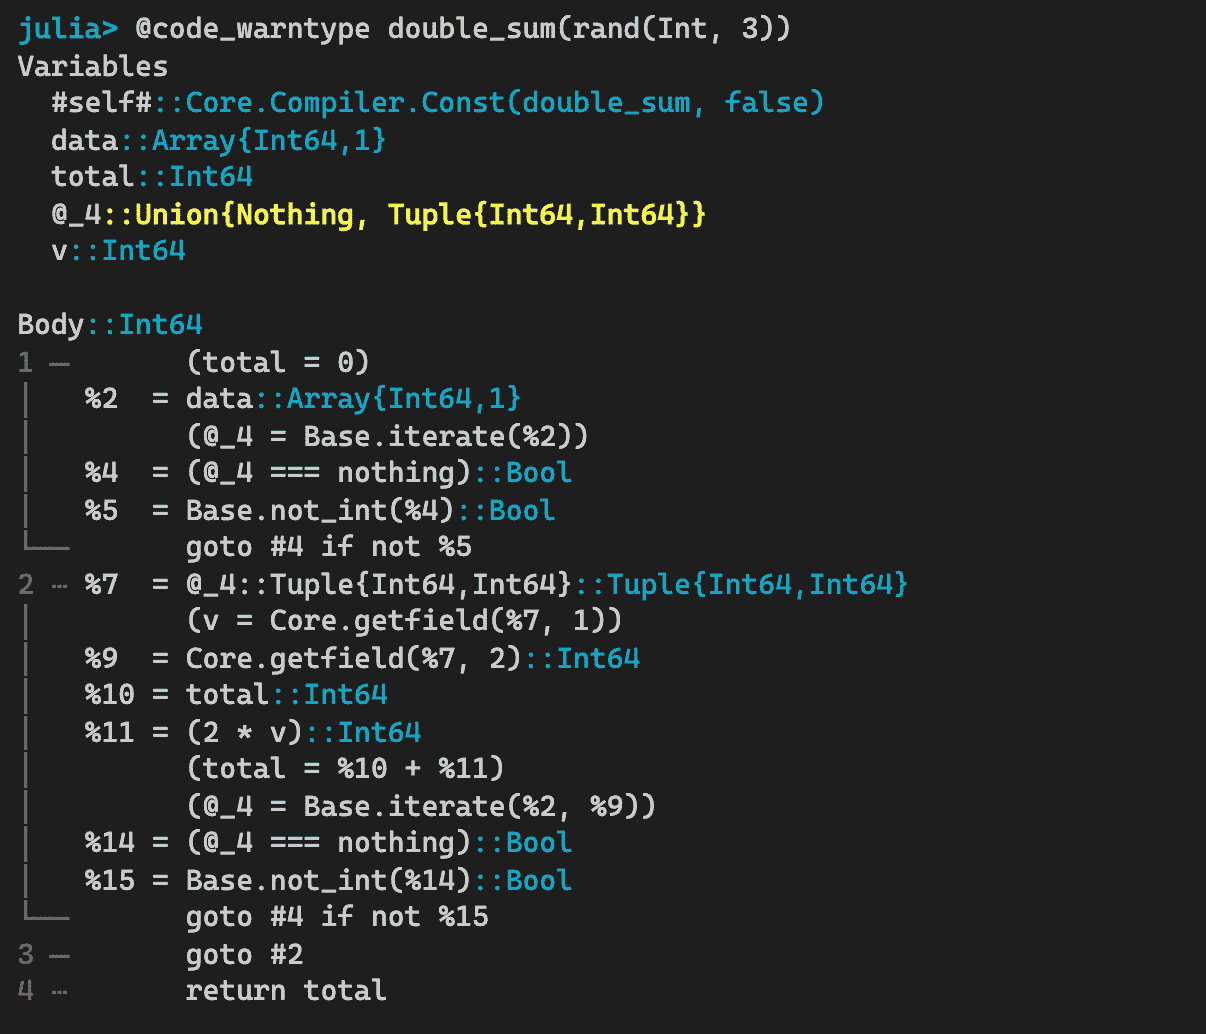 julia> @code_warntype double_sum(rand(Int, 3))
Variables
  #self#::Core.Compiler.Const(double_sum, false)
  data::Array{Int64,1}
  total::Int64
  @_4::Union{Nothing, Tuple{Int64,Int64}}
  v::Int64

Body::Int64
1 ─       (total = 0)
│   %2  = data::Array{Int64,1}
│         (@_4 = Base.iterate(%2))
│   %4  = (@_4 === nothing)::Bool
│   %5  = Base.not_int(%4)::Bool
└──       goto #4 if not %5
2 ┄ %7  = @_4::Tuple{Int64,Int64}::Tuple{Int64,Int64}
│         (v = Core.getfield(%7, 1))
│   %9  = Core.getfield(%7, 2)::Int64
│   %10 = total::Int64
│   %11 = (2 * v)::Int64
│         (total = %10 + %11)
│         (@_4 = Base.iterate(%2, %9))
│   %14 = (@_4 === nothing)::Bool
│   %15 = Base.not_int(%14)::Bool
└──       goto #4 if not %15
3 ─       goto #2
4 ┄       return total